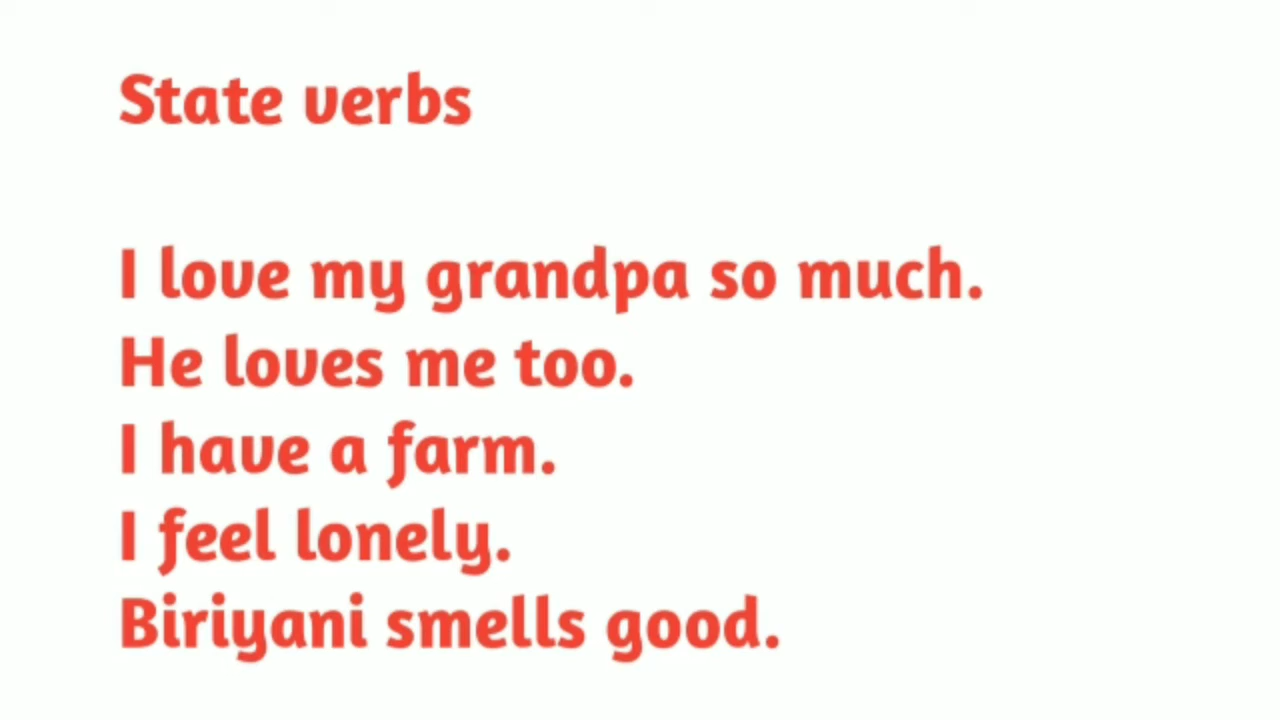 State verbs
I love my grandpa so much.
He loves me too.
I have a farm.
I feel lonely.
Biriyani smells good.